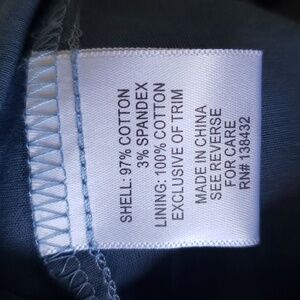 SHELL: 97% COTTON
3% SPANDEX
LINING: 100% COTTON
EXCLUSIVE OF TRIM
MADE IN CHINA
SEE REVERSE
FOR CARE
RN# 138432